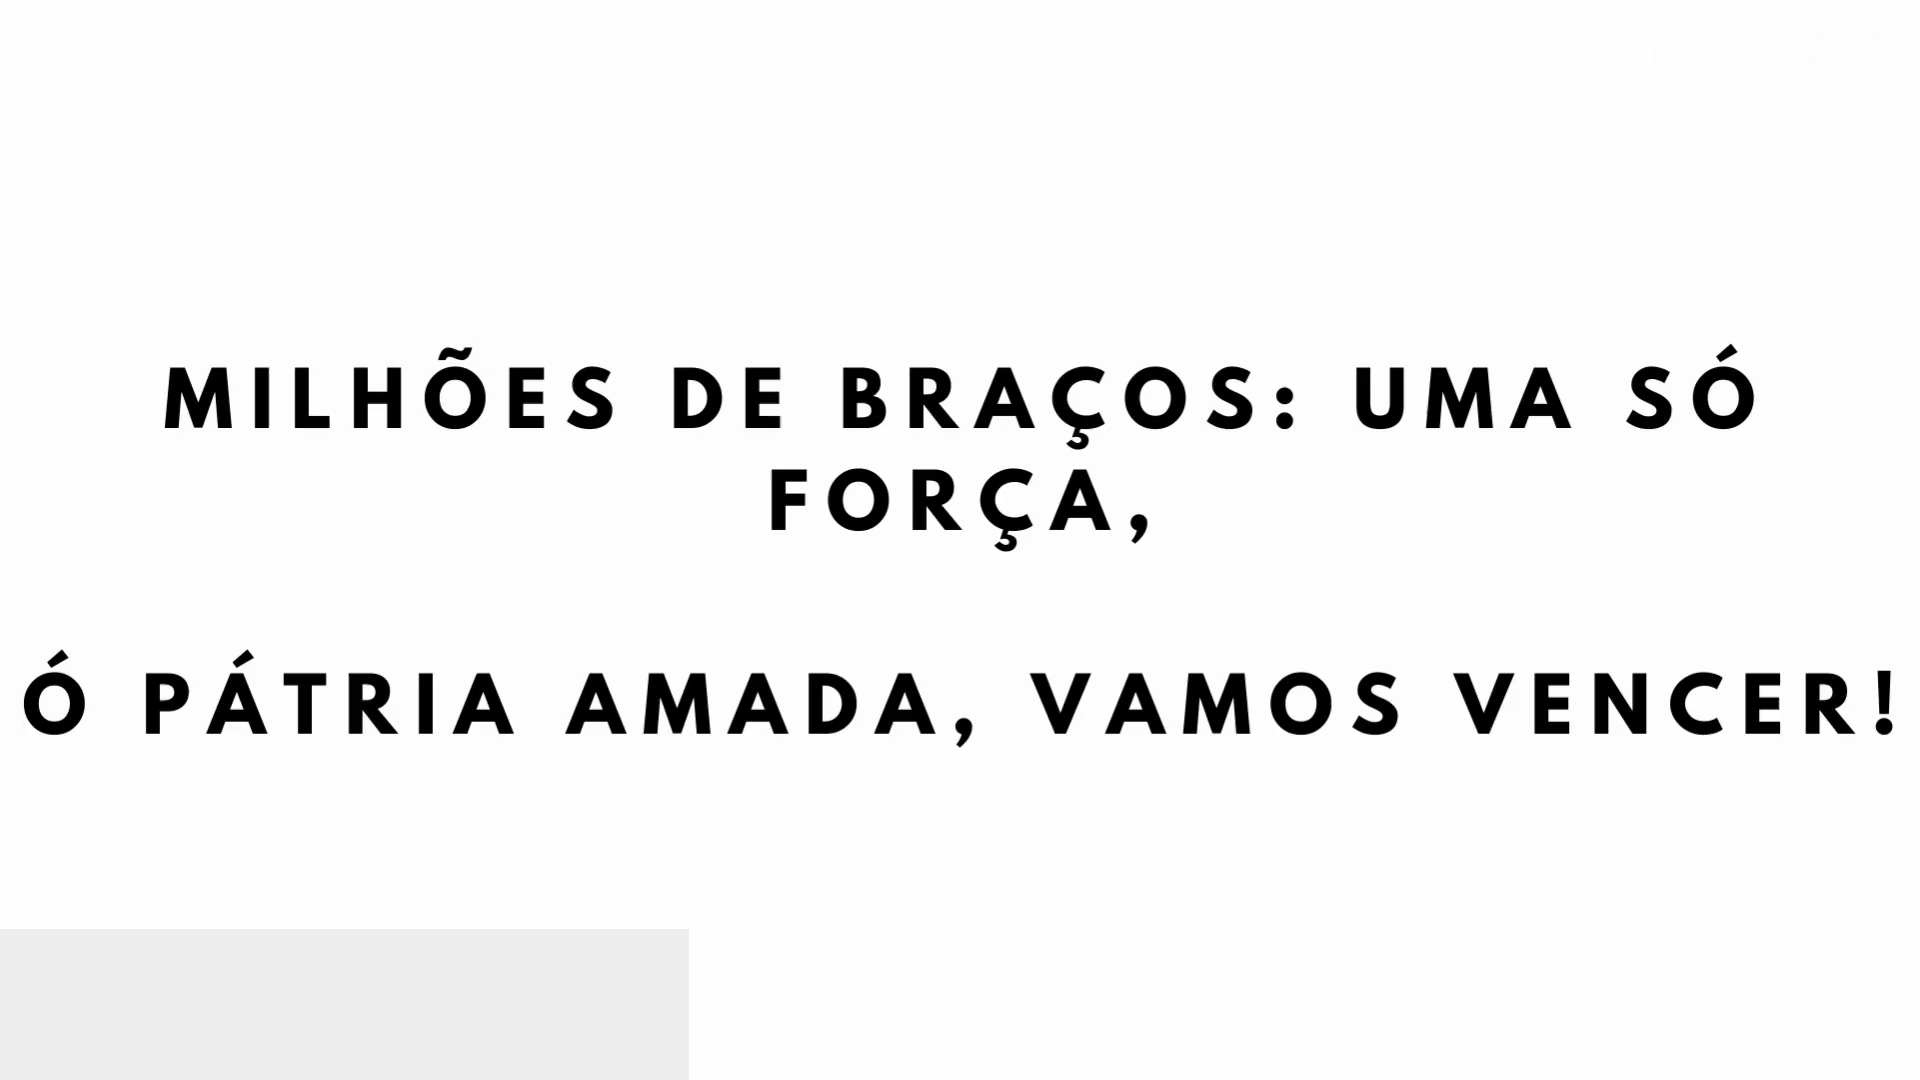 MILHÕES DE BRAÇOS: UMA SÓ
FORÇA,
Ó PÁTRIA AMADA, VAMOS VENCER!